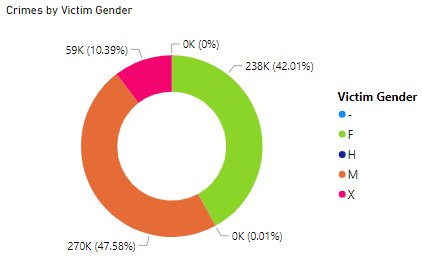 Crimes by Victim Gender
0K (0%)
59K (10.39%)
238K (42.01%)
Victim Gender
-
F
H
M
X
0K (0.01%)
270K (47.58%)